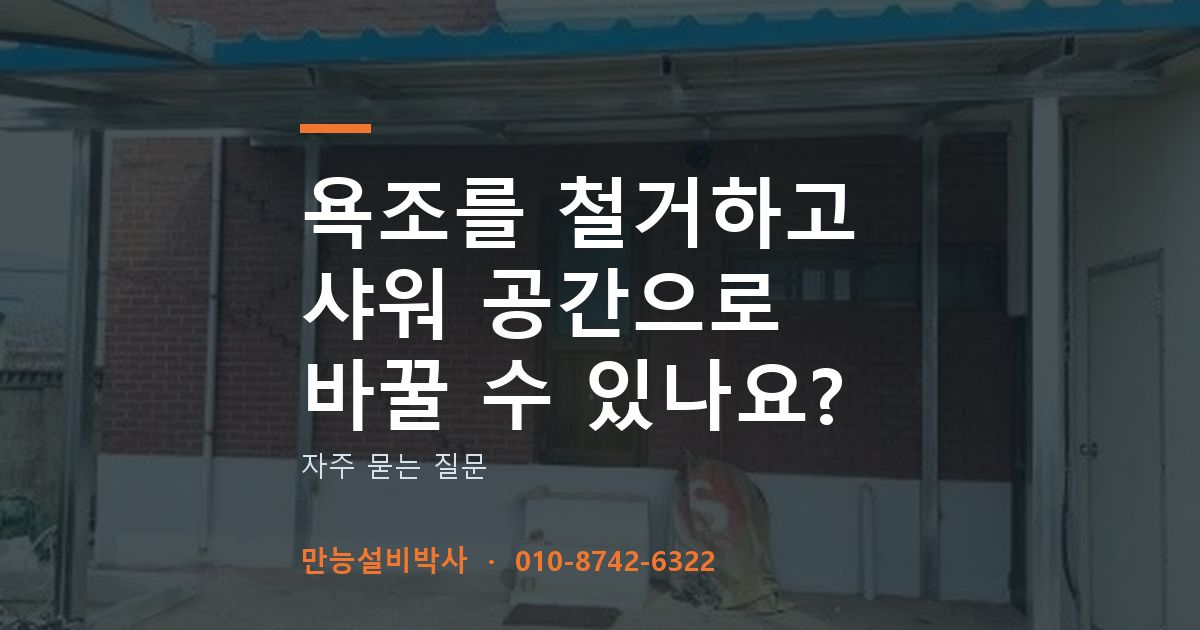 욕조를 철거하고
샤워 공간으로
바꿀 수 있나요?
자주 묻는 질문
만능설비박사 · 010-8742-6322
S